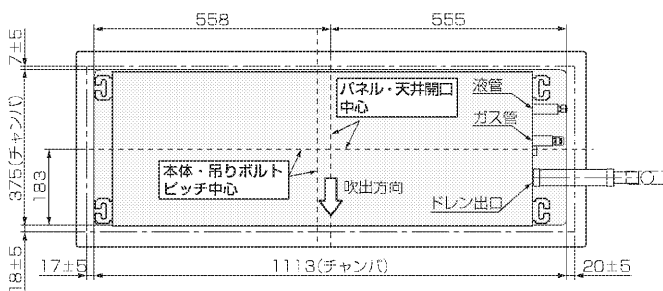 558
555
7±5
375(チャンバ)
183
18±5
パネル・天井開口
中心
液管
ガス管
本体・吊りボルト
ピッチ中心
吹出方向
ドレン出口
17±5
1113(チャンバ)
20±5